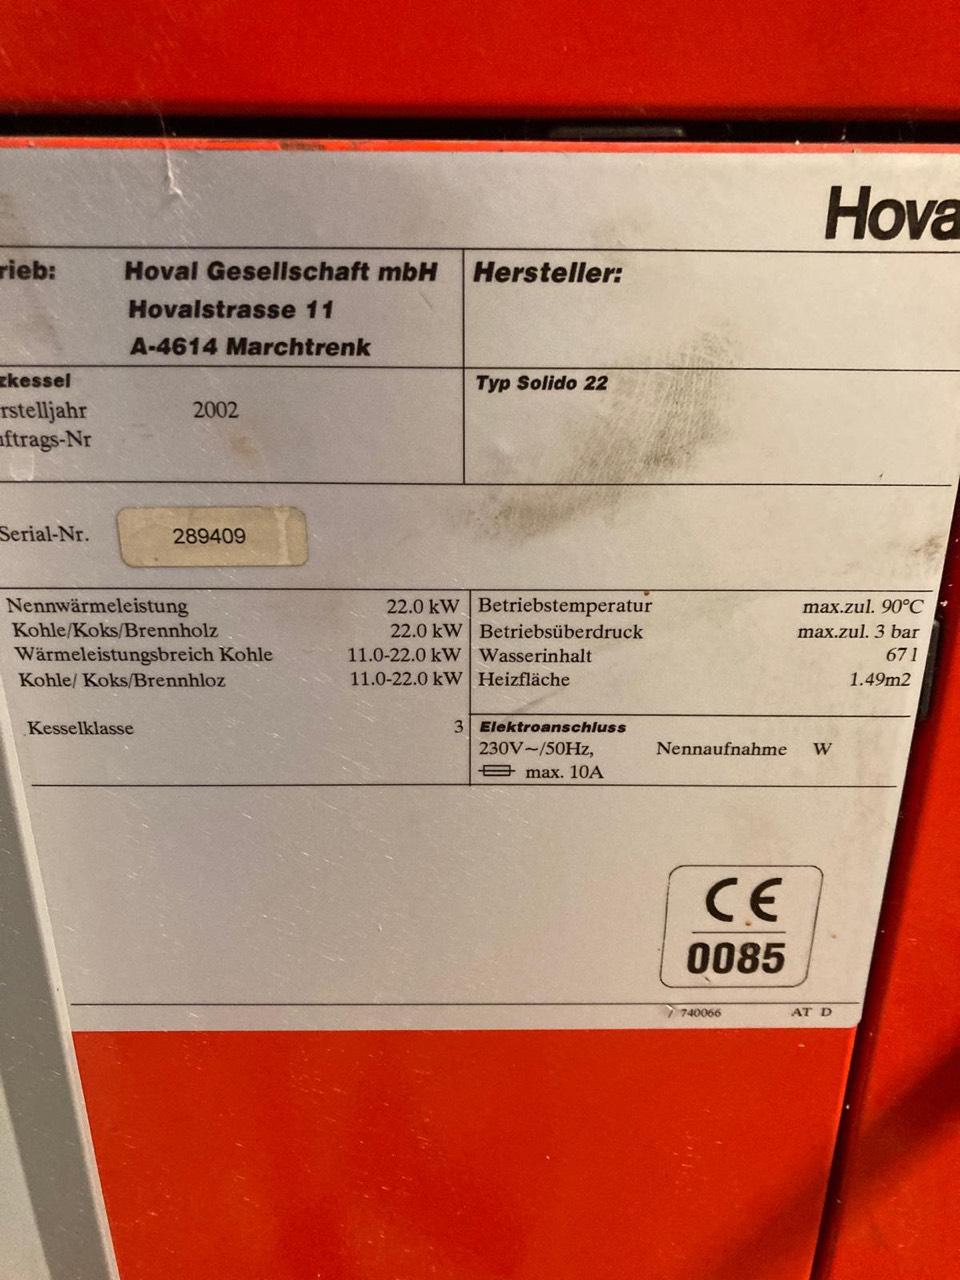 Hova
rieb: Hoval Gesellschaft mbH
Hovalstrasse 11
A-4614 Marchtrenk
Hersteller:
zkessel
rstelljahr 2002
uftrags-Nr
Typ Solido 22
Serial-Nr. 289409
Nennwärmeleistung 22.0 kW
Kohle/Koks/Brennholz 22.0 kW
Wärmeleistungsbreich Kohle 11.0-22.0 kW
Kohle/ Koks/Brennhloz 11.0-22.0 kW
Kesselklasse 3
Betriebstemperatur max.zul. 90°C
Betriebsüberdruck max.zul. 3 bar
Wasserinhalt 67 l
Heizfläche 1.49m2
Elektroanschluss
230V~/50Hz, Nennaufnahme W
max. 10A
CE
0085
/ 740066 AT D